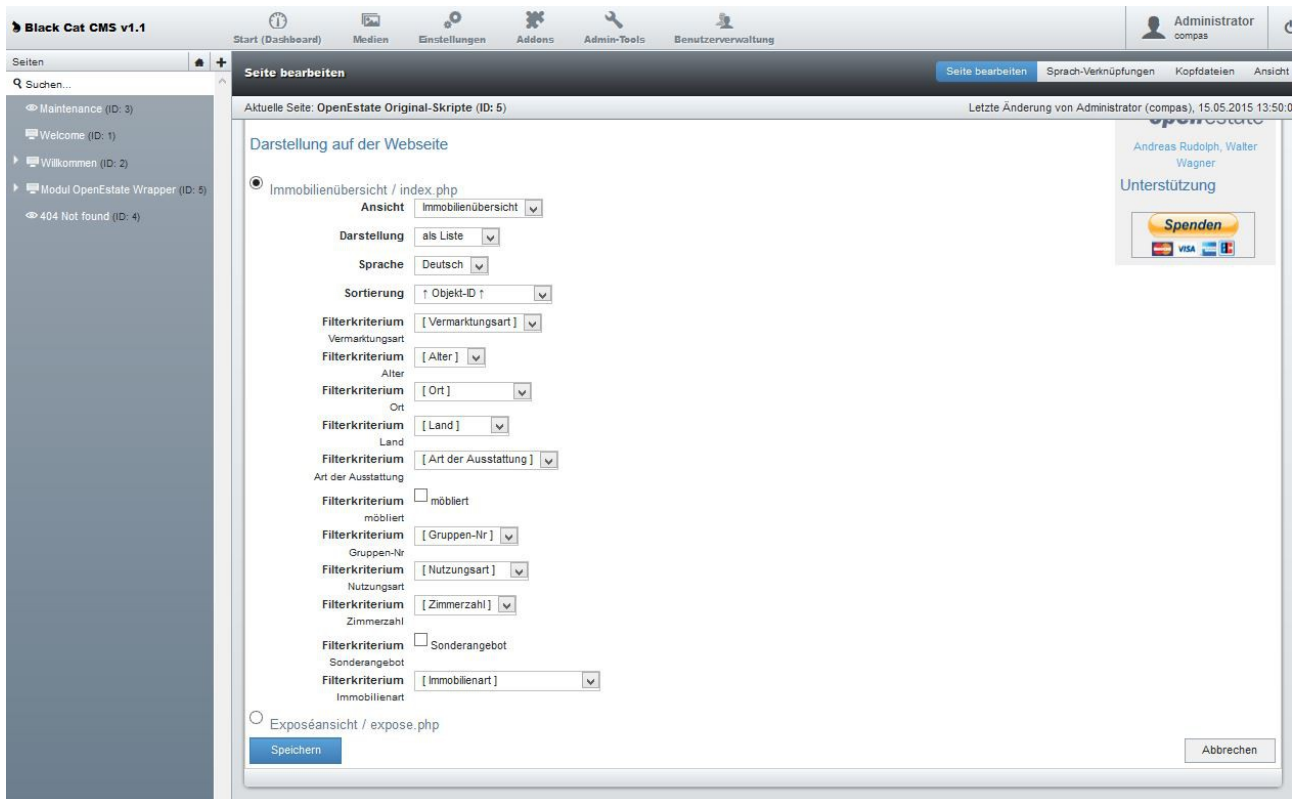 Black Cat CMS v1.1
Start (Dashboard)
Medien
Einstellungen
Addons
Admin-Tools
Benutzerverwaltung
Administrator
compas
Seiten
Suchen...
Maintenance (ID: 3)
Welcome (ID: 1)
Willkommen (ID: 2)
Modul OpenEstate Wrapper (ID: 5)
404 Not found (ID: 4)
Seite bearbeiten
Seite bearbeiten
Sprach-Verknüpfungen
Kopfdateien
Ansicht
Aktuelle Seite: OpenEstate Original-Skripte (ID: 5)
Letzte Änderung von Administrator (compas), 15.05.2015 13:50:0
openestate
Andreas Rudolph, Walter
Wagner
Unterstützung
Spenden
VISA
Darstellung auf der Webseite
Immobilienübersicht / index.php
Ansicht Immobilienübersicht
Darstellung als Liste
Sprache Deutsch
Sortierung ↑ Objekt-ID ↑
Filterkriterium [ Vermarktungsart ]
Vermarktungsart
Filterkriterium [ Alter ]
Alter
Filterkriterium [ Ort ]
Ort
Filterkriterium [ Land ]
Land
Filterkriterium [ Art der Ausstattung ]
Art der Ausstattung
Filterkriterium möbliert
möbliert
Filterkriterium [ Gruppen-Nr ]
Gruppen-Nr
Filterkriterium [ Nutzungsart ]
Nutzungsart
Filterkriterium [ Zimmerzahl ]
Zimmerzahl
Filterkriterium Sonderangebot
Sonderangebot
Filterkriterium [ Immobilienart ]
Immobilienart
Exposéansicht / expose.php
Speichern
Abbrechen